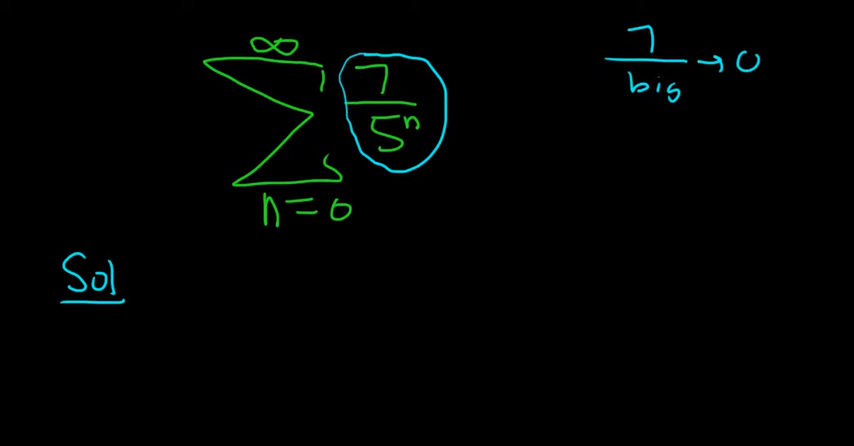 ∞
∑ 7/5ⁿ
n=0
7/big → 0
Sol